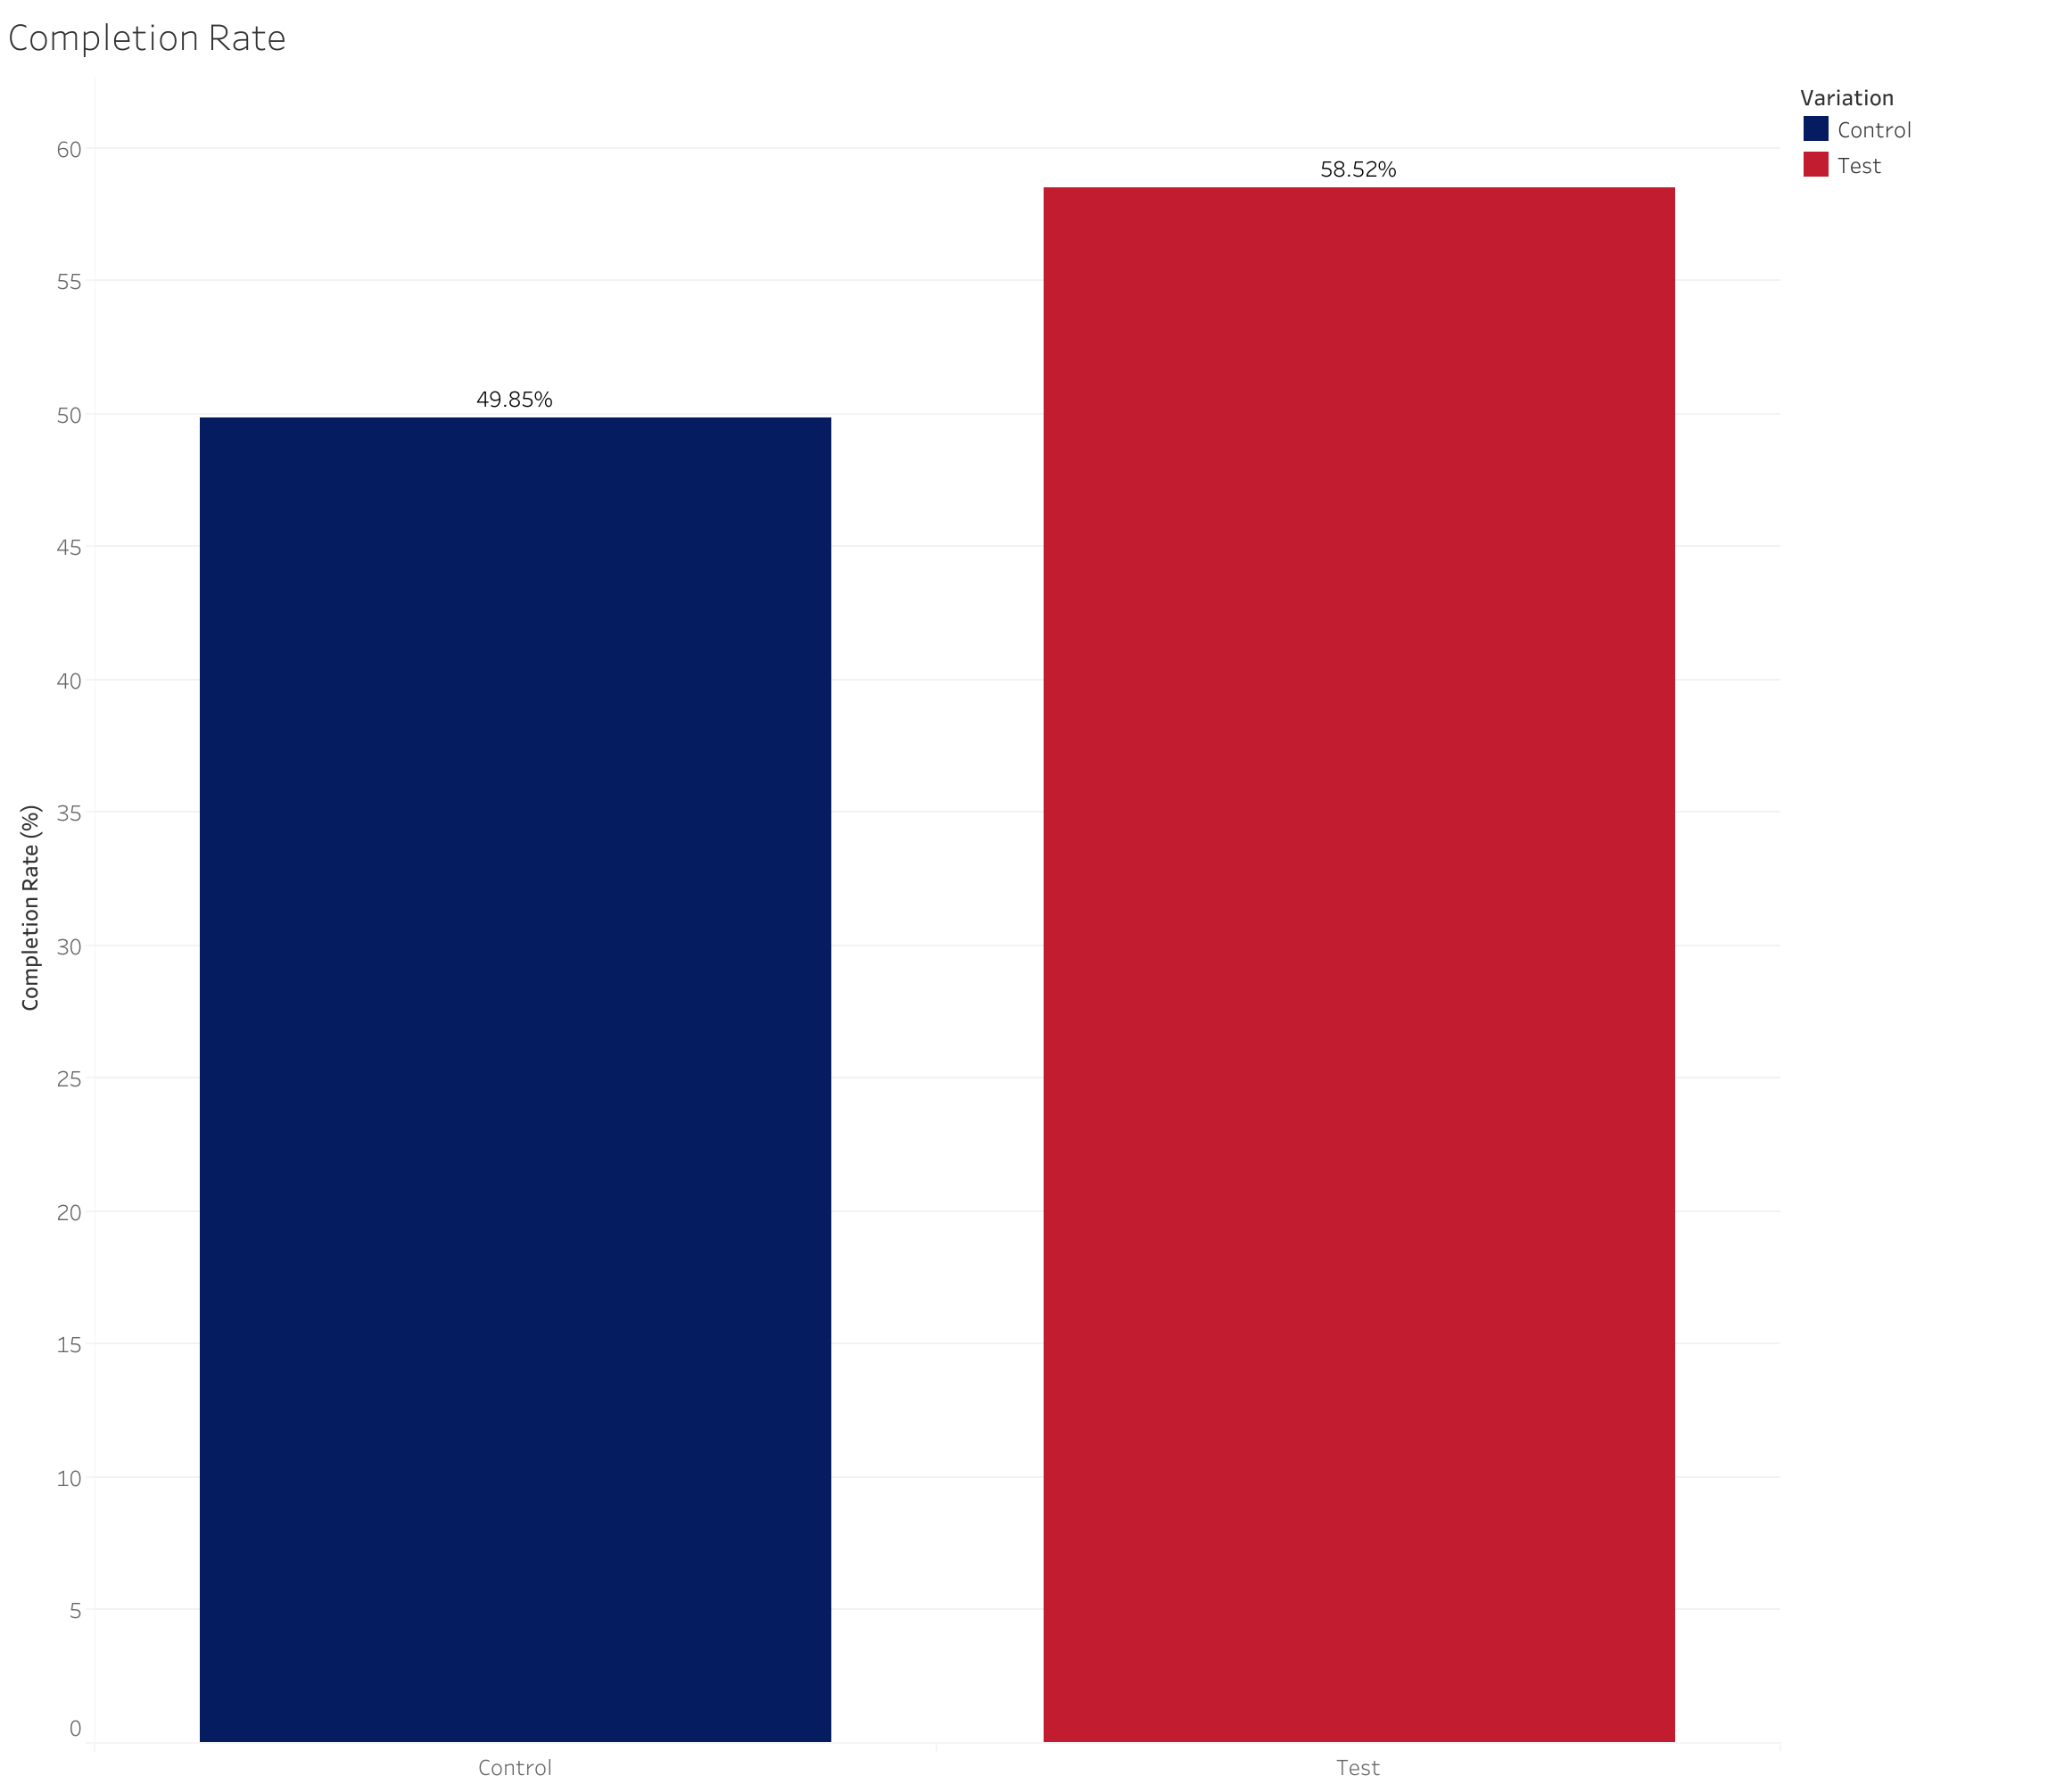 Completion Rate
Variation
Control
Test
60
55
50
45
40
35
30
25
20
15
10
5
0
Completion Rate (%)
49.85%
58.52%
Control
Test